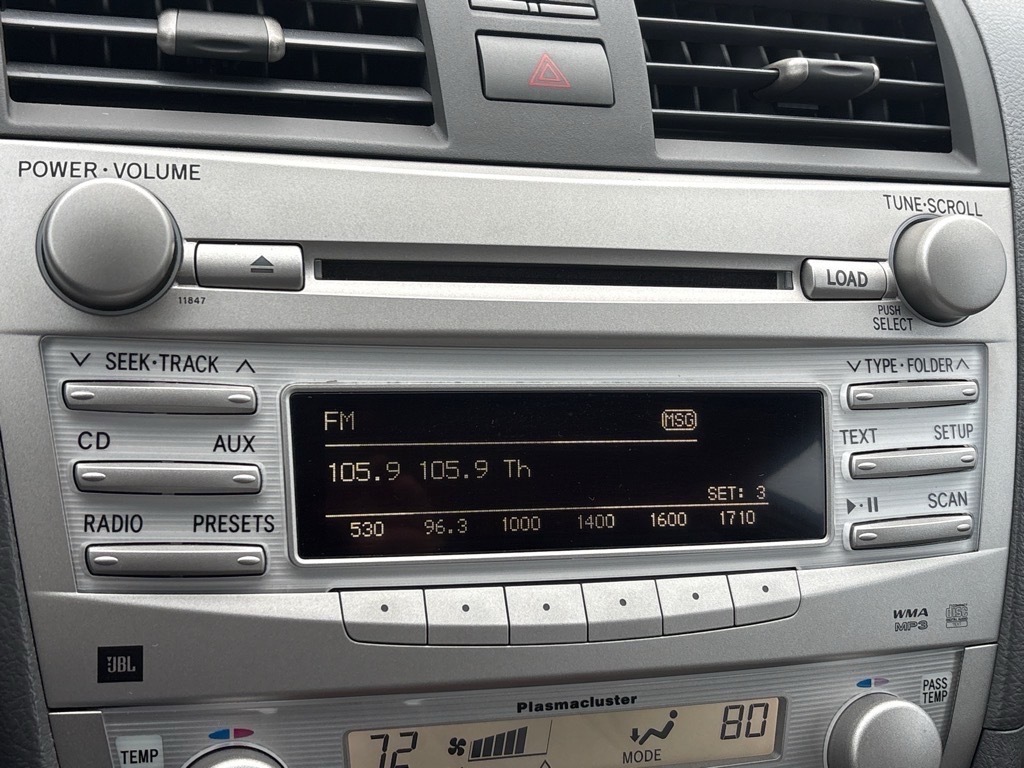 POWER·VOLUME
TUNE·SCROLL
LOAD
11847
PUSH
SELECT
SEEK·TRACK
TYPE·FOLDER
CD AUX
TEXT SETUP
RADIO PRESETS
SCAN
FM MSG
105.9 105.9 Th
SET: 3
530 96.3 1000 1400 1600 1710
WMA
MP3
JBL
Plasmacluster
PASS
TEMP
TEMP
72
MODE
80